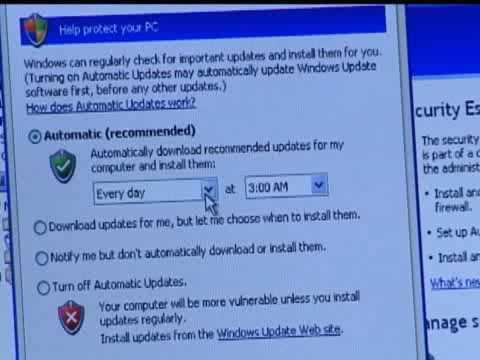 Help protect your PC
Windows can regularly check for important updates and install them for you.
(Turning on Automatic Updates may automatically update Windows Update
software first, before any other updates.)
How does Automatic Updates work?
Automatic (recommended)
Automatically download recommended updates for my
computer and install them:
Every day at 3:00 AM
Download updates for me, but let me choose when to install them.
Notify me but don't automatically download or install them.
Turn off Automatic Updates.
Your computer will be more vulnerable unless you install
updates regularly.
Install updates from the Windows Update Web site.
curity Es
The security
is part of a
the administ
• Install and
firewall.
• Set up Au
• Install an
What's new
anage s